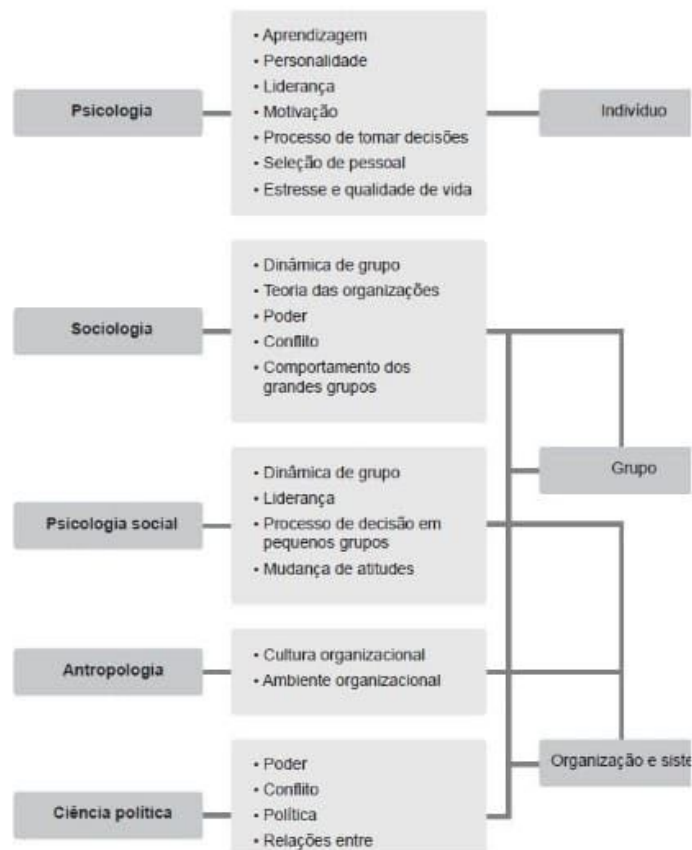 Psicologia
• Aprendizagem
• Personalidade
• Liderança
• Motivação
• Processo de tomar decisões
• Seleção de pessoal
• Estresse e qualidade de vida
Indivíduo
Sociologia
• Dinâmica de grupo
• Teoria das organizações
• Poder
• Conflito
• Comportamento dos
grandes grupos
Grupo
Psicologia social
• Dinâmica de grupo
• Liderança
• Processo de decisão em
pequenos grupos
• Mudança de atitudes
Antropologia
• Cultura organizacional
• Ambiente organizacional
Organização e siste
Ciência política
• Poder
• Conflito
• Política
• Relações entre